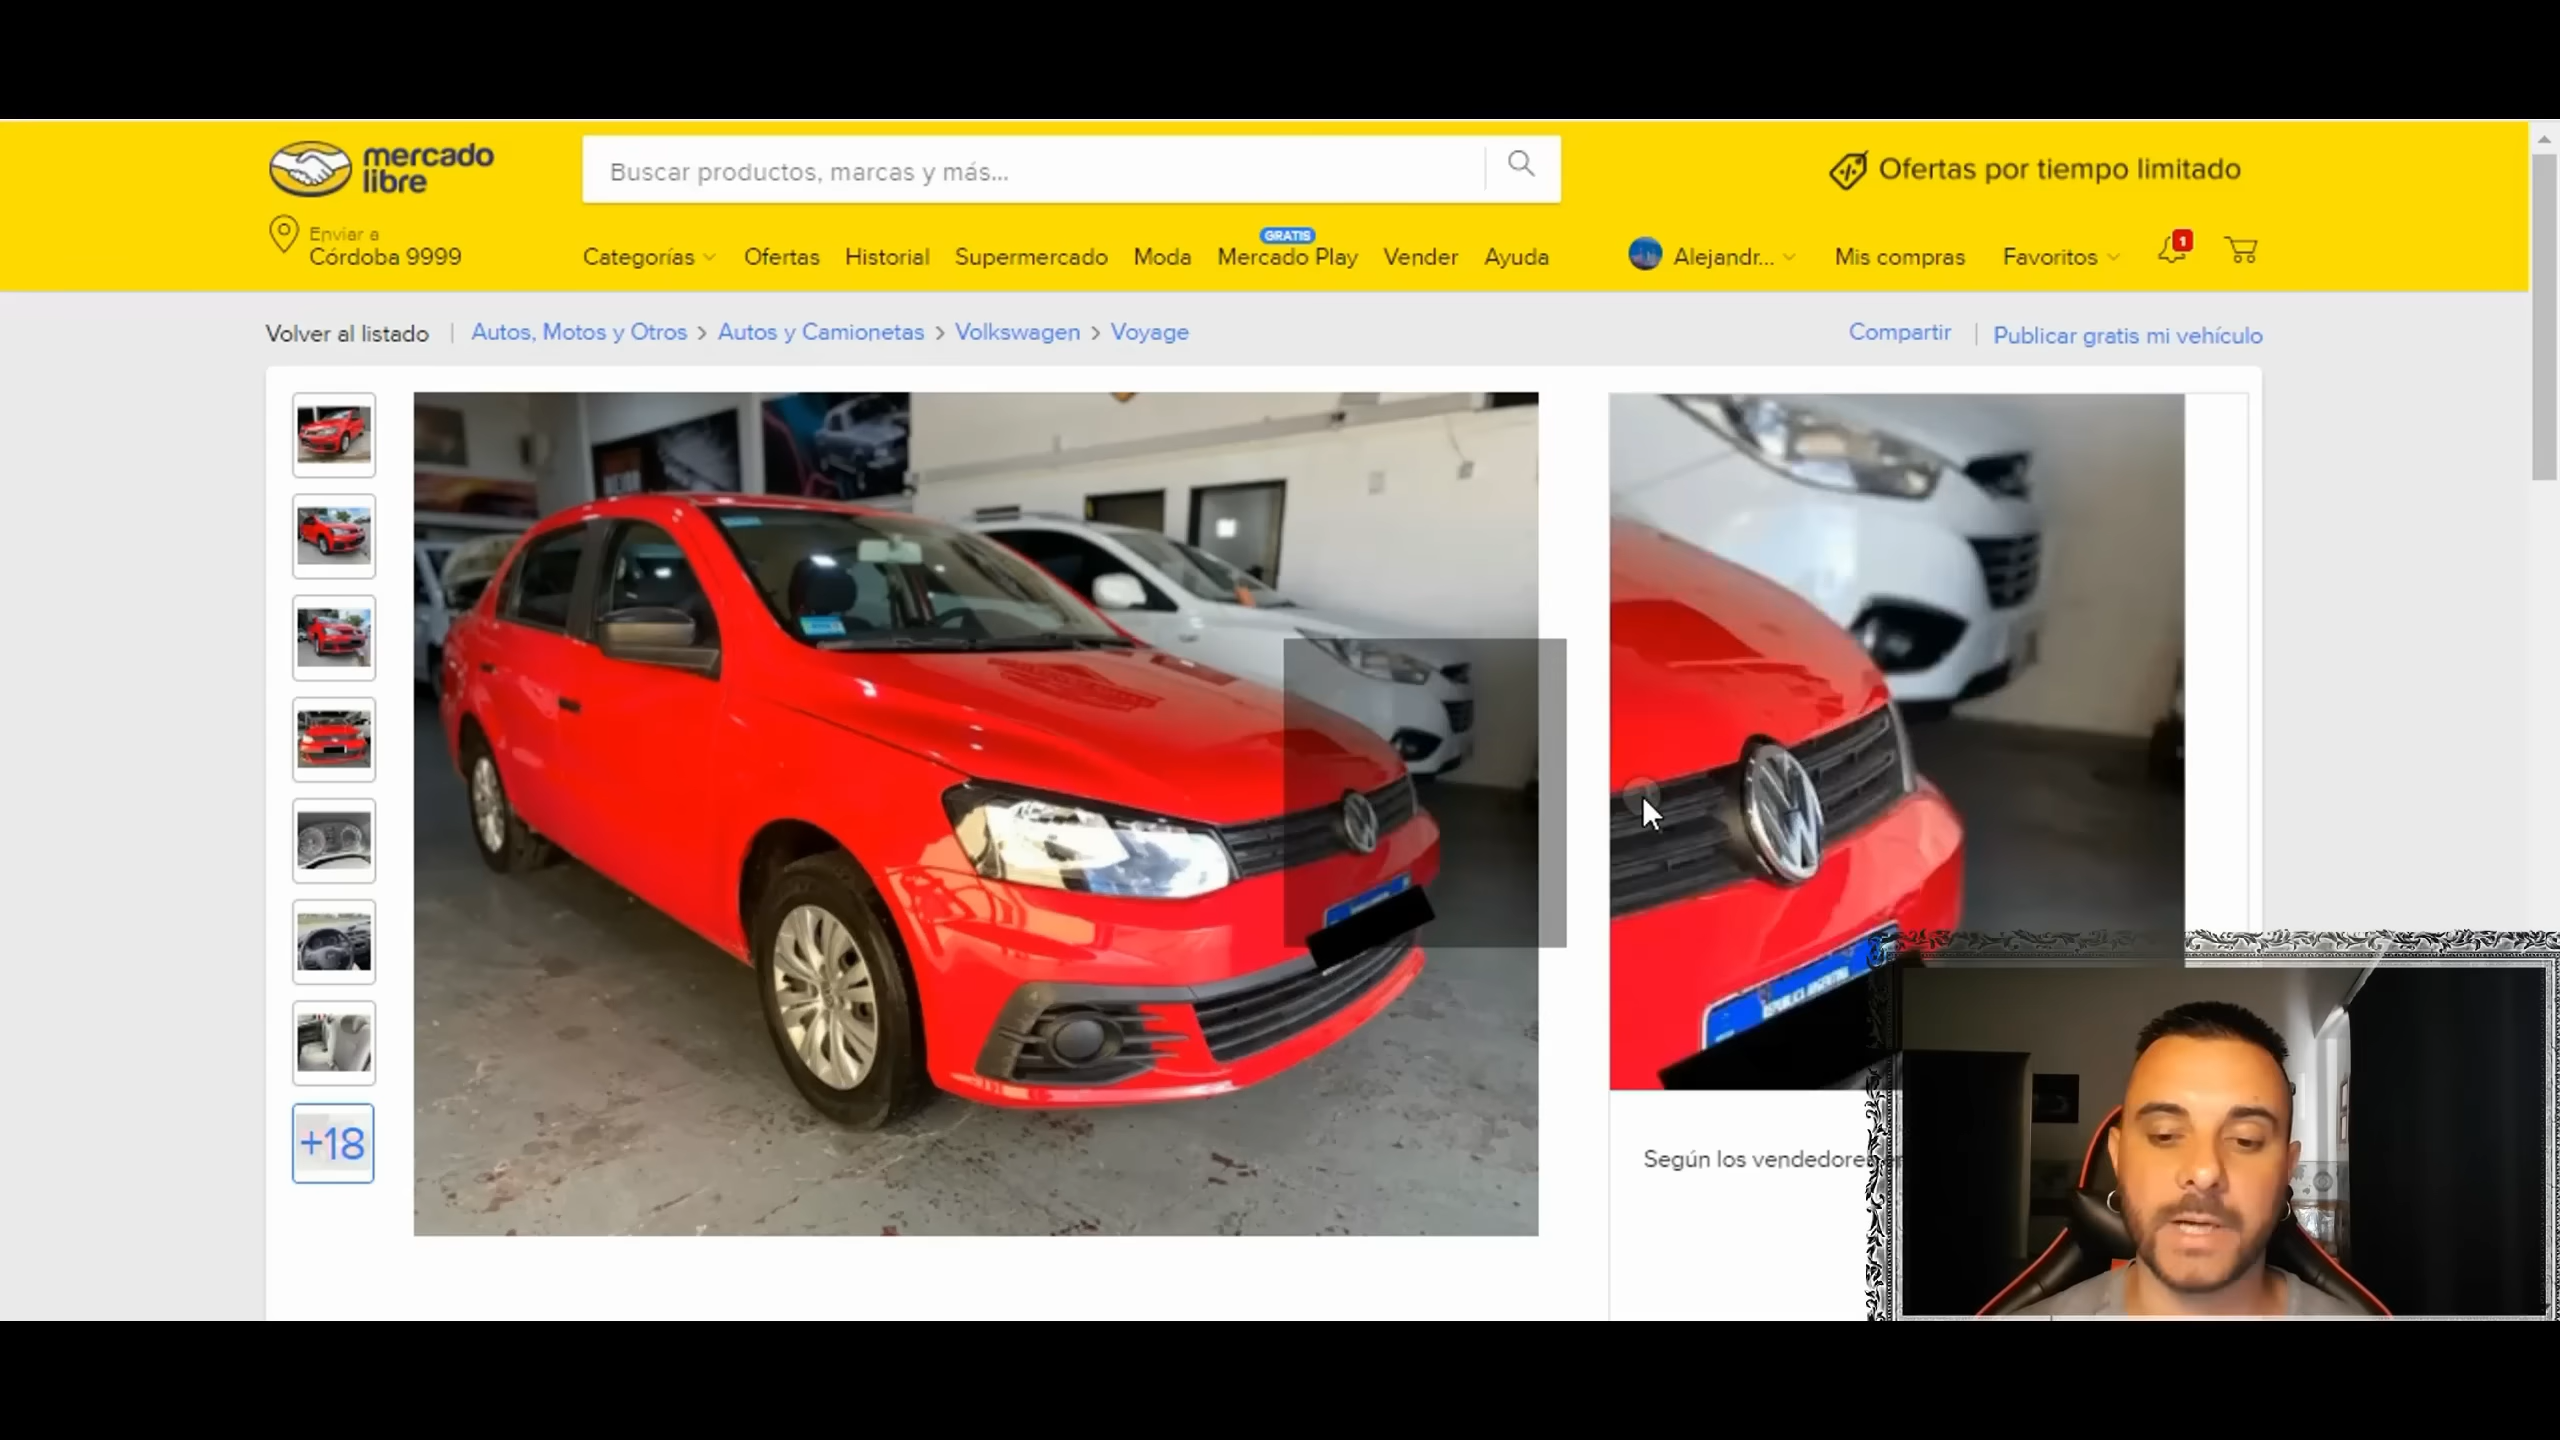 mercado
libre
Buscar productos, marcas y más...
Ofertas por tiempo limitado
Enviar a
Córdoba 9999
Categorías
Ofertas
Historial
Supermercado
Moda
GRATIS
Mercado Play
Vender
Ayuda
Alejandr...
Mis compras
Favoritos
1
Volver al listado | Autos, Motos y Otros > Autos y Camionetas > Volkswagen > Voyage
Compartir | Publicar gratis mi vehículo
REPUBLICA ARGENTINA
+18
Según los vendedore